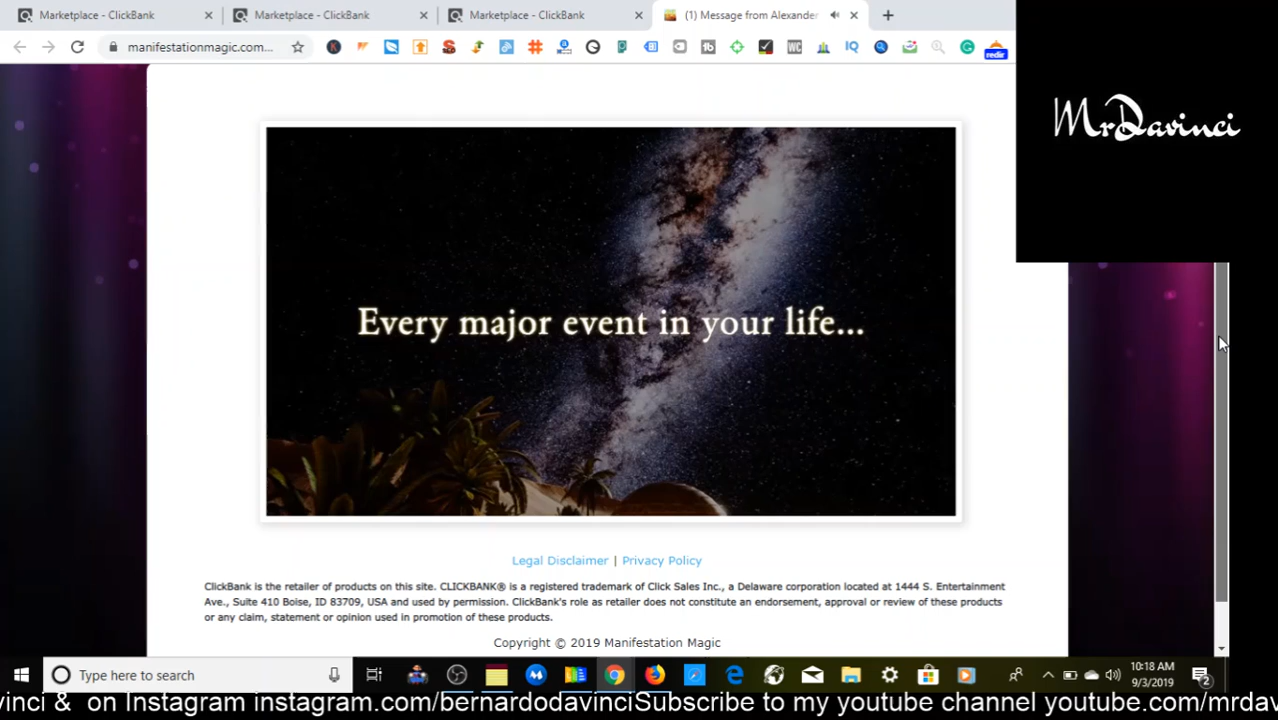 Marketplace - ClickBank
Marketplace - ClickBank
Marketplace - ClickBank
(1) Message from Alexander
manifestationmagic.com...
WC
IQ
redir
MrDavinci
Every major event in your life...
Legal Disclaimer | Privacy Policy
ClickBank is the retailer of products on this site. CLICKBANK® is a registered trademark of Click Sales Inc., a Delaware corporation located at 1444 S. Entertainment
Ave., Suite 410 Boise, ID 83709, USA and used by permission. ClickBank's role as retailer does not constitute an endorsement, approval or review of these products
or any claim, statement or opinion used in promotion of these products.
Copyright © 2019 Manifestation Magic
Type here to search
10:18 AM
9/3/2019
2
vinci & on Instagram instagram.com/bernardodavinciSubscribe to my youtube channel youtube.com/mrdav